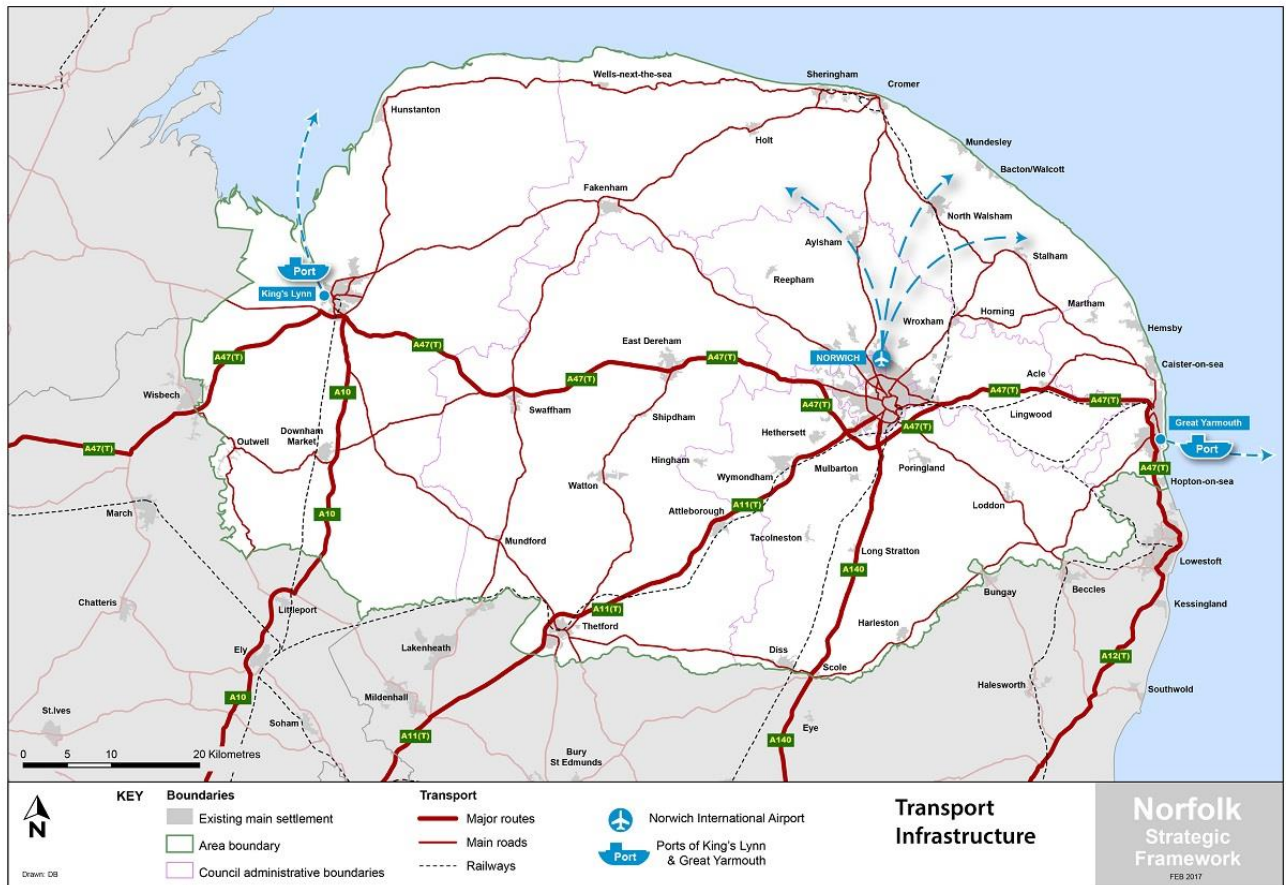 Wells-next-the-sea
Sheringham
Cromer
Hunstanton
Holt
Mundesley
Bacton/Walcott
Fakenham
North Walsham
Aylsham
Stalham
Port
Reepham
King's Lynn
Martham
Wroxham
Horning
Hemsby
A47(T)
East Dereham
NORWICH
A47(T)
A47(T)
Caister-on-sea
A47(T)
Acle
A47(T)
A47(T)
Wisbech
A10
A47(T)
Swaffham
Shipdham
Lingwood
Great Yarmouth
Downham
Market
Outwell
Hethersett
A47(T)
Port
A47(T)
Hingham
Wymondham
Mulbarton
Poringland
A47(T)
Hopton-on-sea
Watton
March
A10
Attleborough
A11(T)
Loddon
Tacolneston
Mundford
Long Stratton
Lowestoft
A140
Chatteris
Littleport
A11(T)
Bungay
Beccles
Kessingland
Thetford
Harleston
Ely
Lakenheath
Diss
Scole
A12(T)
Mildenhall
Halesworth
Southwold
A10
St.Ives
Soham
Eye
A11(T)
A140
Bury
St Edmunds
0 5 10 20 Kilometres
N
Drawn: DB
KEY
Boundaries
Existing main settlement
Area boundary
Council administrative boundaries
Transport
Major routes
Main roads
Railways
Norwich International Airport
Port
Ports of King's Lynn
& Great Yarmouth
Transport
Infrastructure
Norfolk
Strategic
Framework
FEB 2017